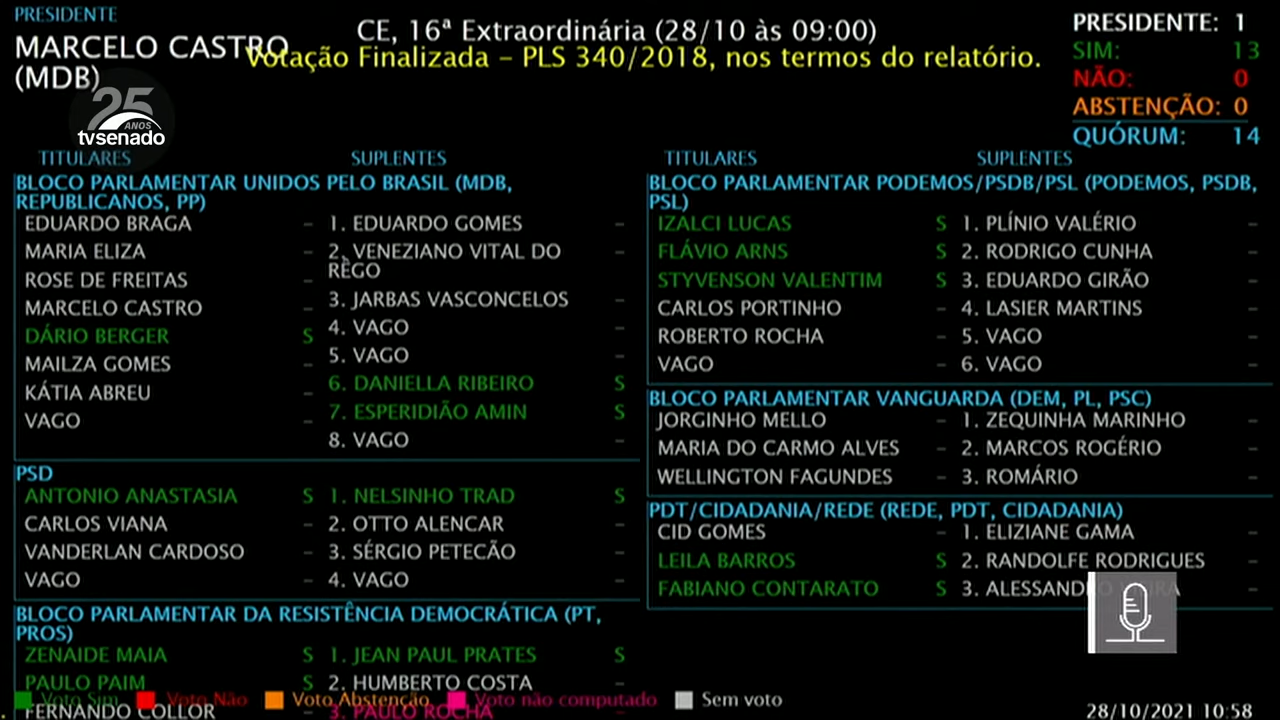 PRESIDENTE
MARCELO CASTRO
(MDB)
CE, 16ª Extraordinária (28/10 às 09:00)
Votação Finalizada - PLS 340/2018, nos termos do relatório.
PRESIDENTE: 1
SIM: 13
NÃO: 0
ABSTENÇÃO: 0
QUÓRUM: 14
25
ANOS
tvsenado
TITULARES SUPLENTES
BLOCO PARLAMENTAR UNIDOS PELO BRASIL (MDB,
REPUBLICANOS, PP)
EDUARDO BRAGA - 1. EDUARDO GOMES -
MARIA ELIZA - 2. VENEZIANO VITAL DO
RÊGO -
ROSE DE FREITAS - 3. JARBAS VASCONCELOS -
MARCELO CASTRO - 4. VAGO -
DÁRIO BERGER S 5. VAGO -
MAILZA GOMES - 6. DANIELLA RIBEIRO S
KÁTIA ABREU - 7. ESPERIDIÃO AMIN S
VAGO - 8. VAGO -
PSD
ANTONIO ANASTASIA S 1. NELSINHO TRAD S
CARLOS VIANA - 2. OTTO ALENCAR -
VANDERLAN CARDOSO - 3. SÉRGIO PETECÃO -
VAGO - 4. VAGO -
BLOCO PARLAMENTAR DA RESISTÊNCIA DEMOCRÁTICA (PT,
PROS)
ZENAIDE MAIA S 1. JEAN PAUL PRATES S
PAULO PAIM S 2. HUMBERTO COSTA -
FERNANDO COLLOR 3. PAULO ROCHA
TITULARES SUPLENTES
BLOCO PARLAMENTAR PODEMOS/PSDB/PSL (PODEMOS, PSDB,
PSL)
IZALCI LUCAS S 1. PLÍNIO VALÉRIO -
FLÁVIO ARNS S 2. RODRIGO CUNHA -
STYVENSON VALENTIM S 3. EDUARDO GIRÃO -
CARLOS PORTINHO - 4. LASIER MARTINS -
ROBERTO ROCHA - 5. VAGO -
VAGO - 6. VAGO -
BLOCO PARLAMENTAR VANGUARDA (DEM, PL, PSC)
JORGINHO MELLO - 1. ZEQUINHA MARINHO -
MARIA DO CARMO ALVES - 2. MARCOS ROGÉRIO -
WELLINGTON FAGUNDES - 3. ROMÁRIO -
PDT/CIDADANIA/REDE (REDE, PDT, CIDADANIA)
CID GOMES - 1. ELIZIANE GAMA -
LEILA BARROS S 2. RANDOLFE RODRIGUES -
FABIANO CONTARATO S 3. -
Voto Sim Voto Não Voto Abstenção Voto não computado Sem voto
28/10/2021 10:58